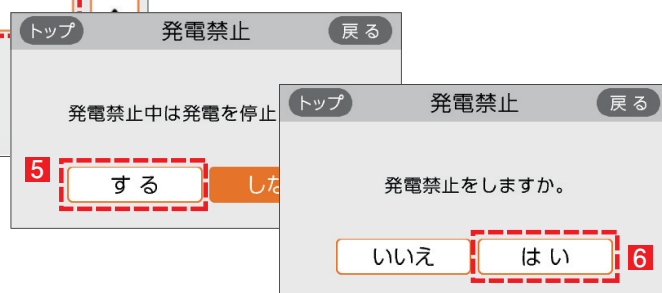 トップ 発電禁止 戻る
発電禁止中は発電を停止
5 する
トップ 発電禁止 戻る
発電禁止をしますか。
いいえ はい 6